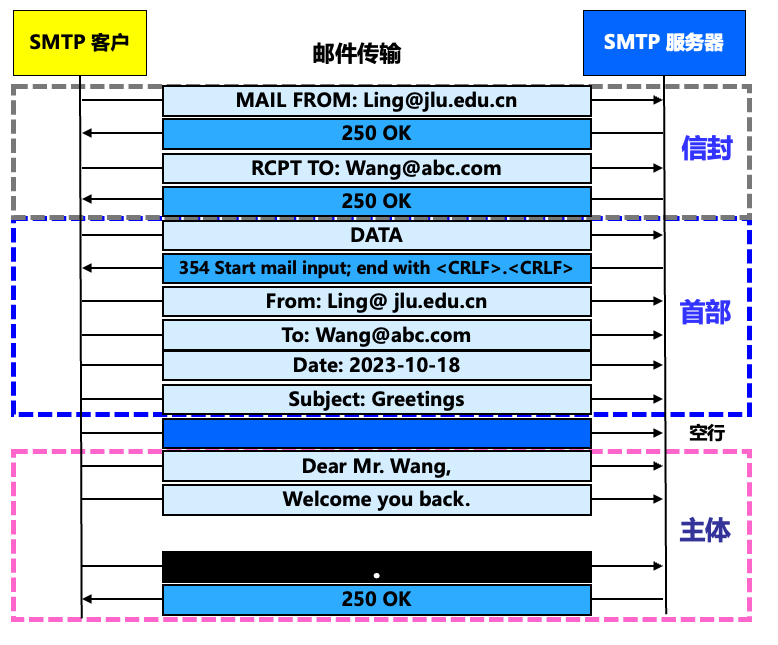 SMTP 客户
邮件传输
SMTP 服务器
MAIL FROM: Ling@jlu.edu.cn
250 OK
信封
RCPT TO: Wang@abc.com
250 OK
DATA
354 Start mail input; end with <CRLF>.<CRLF>
From: Ling@ jlu.edu.cn
首部
To: Wang@abc.com
Date: 2023-10-18
Subject: Greetings
空行
Dear Mr. Wang,
Welcome you back.
主体
.
250 OK